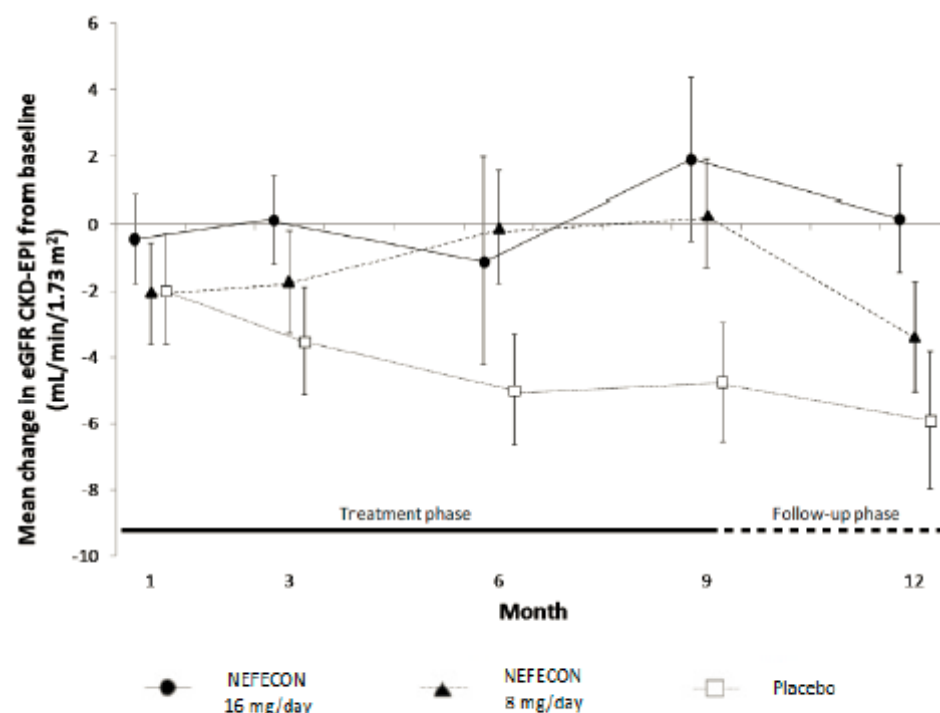 Mean change in eGFR CKD-EPI from baseline
(mL/min/1.73 m²)
6
4
2
0
-2
-4
-6
-8
-10
Treatment phase
Follow-up phase
1
3
6
9
12
Month
NEFECON
16 mg/day
NEFECON
8 mg/day
Placebo